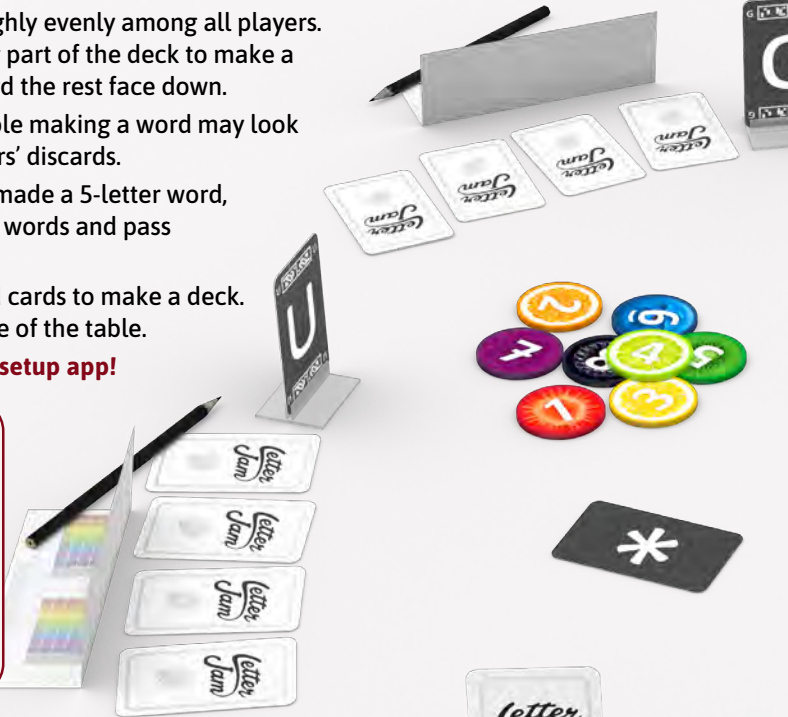 ghly evenly among all players.
part of the deck to make a
d the rest face down.
ole making a word may look
rs' discards.
made a 5-letter word,
words and pass
cards to make a deck.
e of the table.
setup app!
Letter
Jam
Letter
Jam
Letter
Jam
Letter
Jam
U
2
6
7
8
4
5
1
3
Letter
Jam
Letter
Jam
Letter
Jam
Letter
Jam
*
Letter